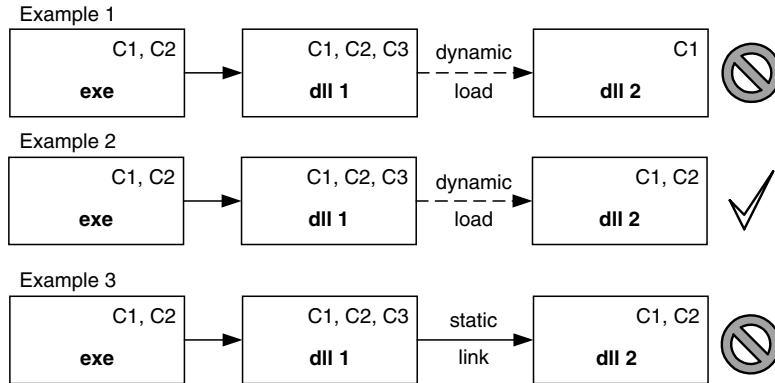 Example 1
C1, C2
exe
C1, C2, C3
dll 1
dynamic
load
C1
dll 2
Example 2
C1, C2
exe
C1, C2, C3
dll 1
dynamic
load
C1, C2
dll 2
Example 3
C1, C2
exe
C1, C2, C3
dll 1
static
link
C1, C2
dll 2